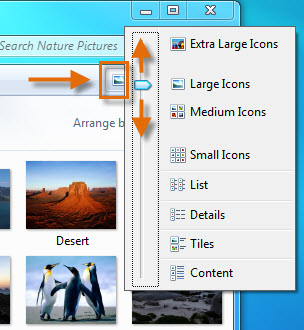 Search Nature Pictures
Extra Large Icons
Large Icons
Medium Icons
Arrange b
Small Icons
List
Desert
Details
Tiles
Content